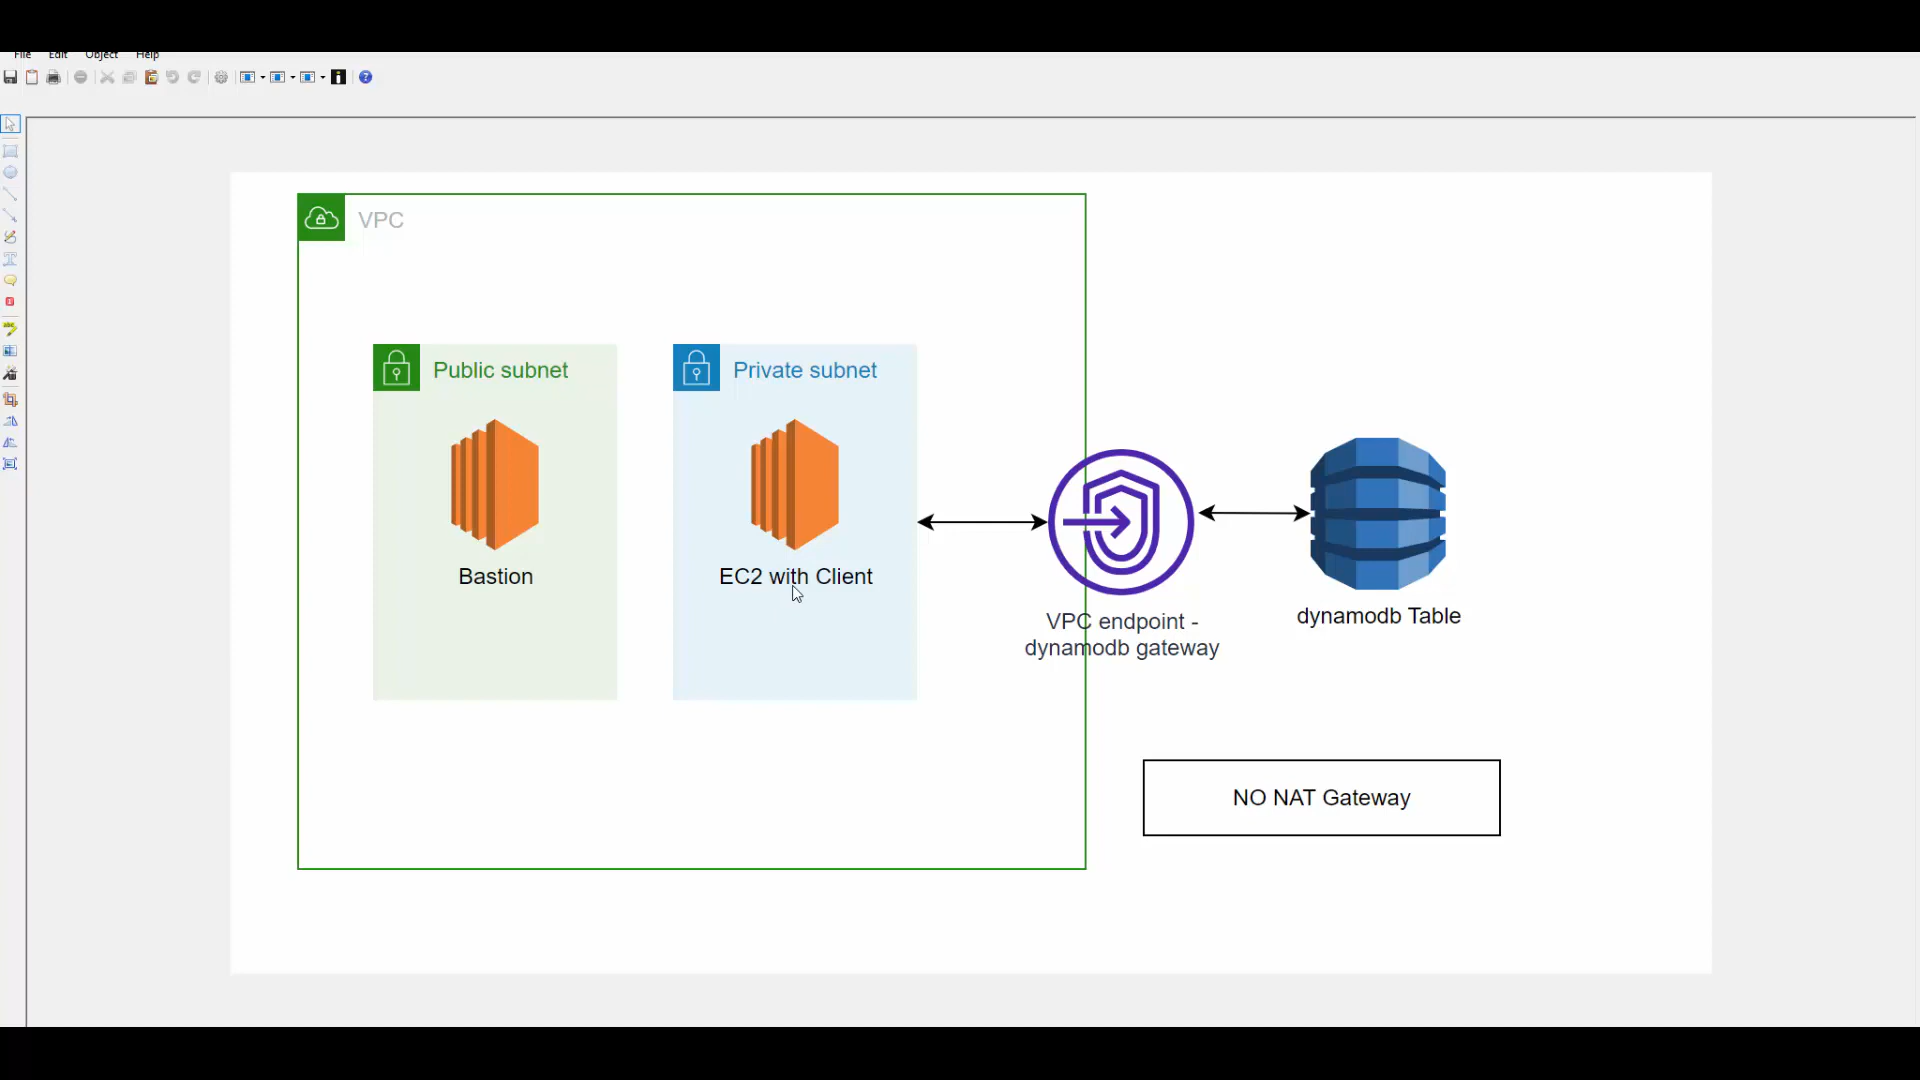 File Edit Object Help
VPC
Public subnet
Private subnet
Bastion
EC2 with Client
VPC endpoint -
dynamodb gateway
dynamodb Table
NO NAT Gateway